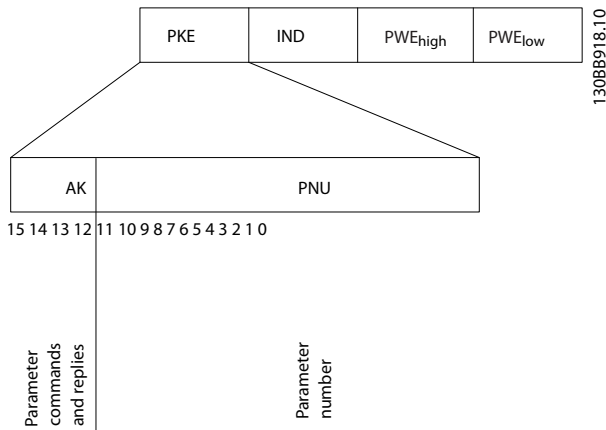 PKE IND PWEhigh PWElow
130BB918.10
AK PNU
15 14 13 12 11 10 9 8 7 6 5 4 3 2 1 0
Parameter
commands
and replies
Parameter
number